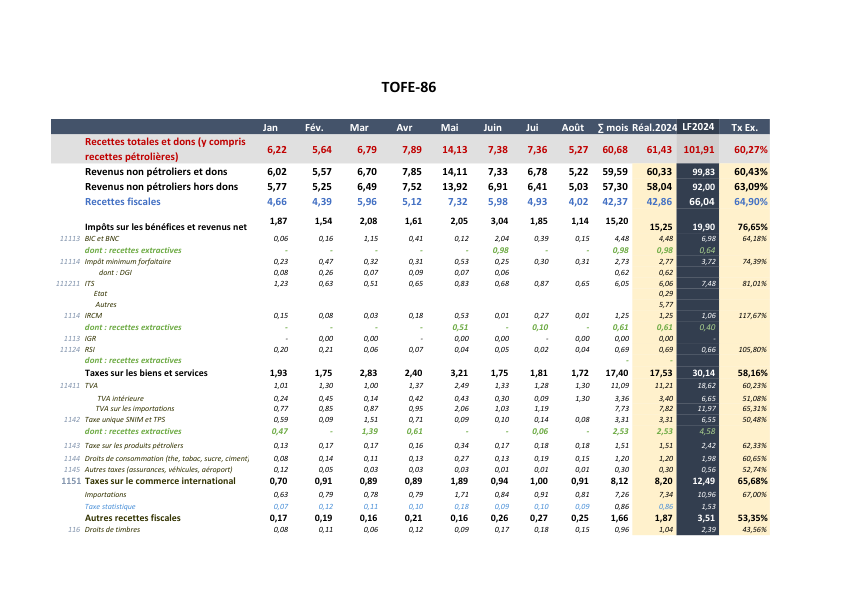 TOFE-86
Jan Fév. Mar Avr Mai Juin Jui Août ∑ mois Réal.2024 LF2024 Tx Ex.
Recettes totales et dons (y compris
recettes pétrolières) 6,22 5,64 6,79 7,89 14,13 7,38 7,36 5,27 60,68 61,43 101,91 60,27%
Revenus non pétroliers et dons 6,02 5,57 6,70 7,85 14,11 7,33 6,78 5,22 59,59 60,33 99,83 60,43%
Revenus non pétroliers hors dons 5,77 5,25 6,49 7,52 13,92 6,91 6,41 5,03 57,30 58,04 92,00 63,09%
Recettes fiscales 4,66 4,39 5,96 5,12 7,32 5,98 4,93 4,02 42,37 42,86 66,04 64,90%
Impôts sur les bénéfices et revenus net 1,87 1,54 2,08 1,61 2,05 3,04 1,85 1,14 15,20 15,25 19,90 76,65%
11113 BIC et BNC 0,06 0,16 1,15 0,41 0,12 2,04 0,39 0,15 4,48 4,48 6,98 64,18%
dont : recettes extractives - - - - - 0,98 - - 0,98 0,98 0,64
11114 Impôt minimum forfaitaire 0,23 0,47 0,32 0,31 0,53 0,25 0,30 0,31 2,73 2,77 3,72 74,39%
dont : DGI 0,08 0,26 0,07 0,09 0,07 0,06 0,62 0,62
111211 ITS 1,23 0,63 0,51 0,65 0,83 0,68 0,87 0,65 6,05 6,06 7,48 81,01%
Etat 0,29
Autres 5,77
1114 IRCM 0,15 0,08 0,03 0,18 0,53 0,01 0,27 0,01 1,25 1,25 1,06 117,67%
dont : recettes extractives - - - - 0,51 - 0,10 - 0,61 0,61 0,40
1113 IGR - 0,00 0,00 - 0,00 0,00 - 0,00 0,00 0,00 -
11124 RSI 0,20 0,21 0,06 0,07 0,04 0,05 0,02 0,04 0,69 0,69 0,66 105,80%
dont : recettes extractives - -
Taxes sur les biens et services 1,93 1,75 2,83 2,40 3,21 1,75 1,81 1,72 17,40 17,53 30,14 58,16%
11411 TVA 1,01 1,30 1,00 1,37 2,49 1,33 1,28 1,30 11,09 11,21 18,62 60,23%
TVA intérieure 0,24 0,45 0,14 0,42 0,43 0,30 0,09 1,30 3,36 3,40 6,65 51,08%
TVA sur les importations 0,77 0,85 0,87 0,95 2,06 1,03 1,19 7,73 7,82 11,97 65,31%
1142 Taxe unique SNIM et TPS 0,59 0,09 1,51 0,71 0,09 0,10 0,14 0,08 3,31 3,31 6,55 50,48%
dont : recettes extractives 0,47 - 1,39 0,61 - - 0,06 - 2,53 2,53 4,58
1143 Taxe sur les produits pétroliers 0,13 0,17 0,17 0,16 0,34 0,17 0,18 0,18 1,51 1,51 2,42 62,33%
1144 Droits de consommation (the, tabac, sucre, ciment, 0,08 0,14 0,11 0,13 0,27 0,13 0,19 0,15 1,20 1,20 1,98 60,65%
1145 Autres taxes (assurances, véhicules, aéroport) 0,12 0,05 0,03 0,03 0,03 0,01 0,01 0,01 0,30 0,30 0,56 52,74%
1151 Taxes sur le commerce international 0,70 0,91 0,89 0,89 1,89 0,94 1,00 0,91 8,12 8,20 12,49 65,68%
Importations 0,63 0,79 0,78 0,79 1,71 0,84 0,91 0,81 7,26 7,34 10,96 67,00%
Taxe statistique 0,07 0,12 0,11 0,10 0,18 0,09 0,10 0,09 0,86 0,86 1,53
Autres recettes fiscales 0,17 0,19 0,16 0,21 0,16 0,26 0,27 0,25 1,66 1,87 3,51 53,35%
116 Droits de timbres 0,08 0,11 0,06 0,12 0,09 0,17 0,18 0,15 0,96 1,04 2,39 43,56%